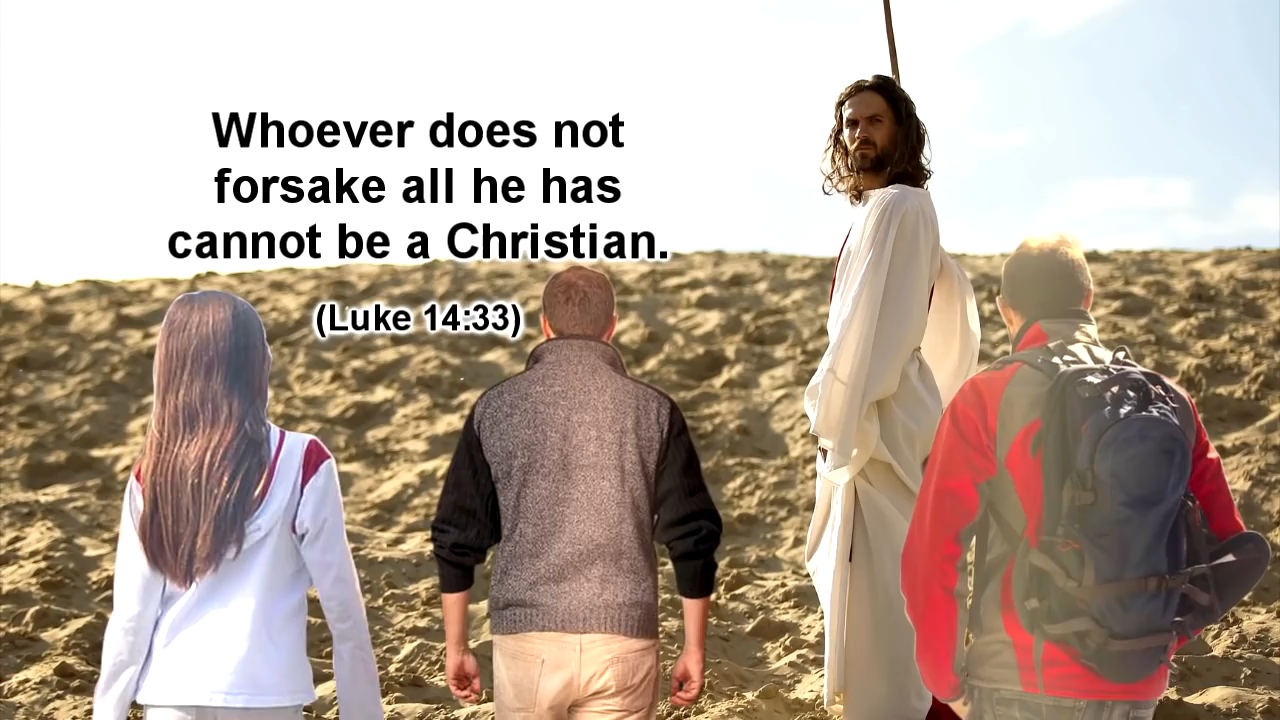 Whoever does not
forsake all he has
cannot be a Christian.
(Luke 14:33)